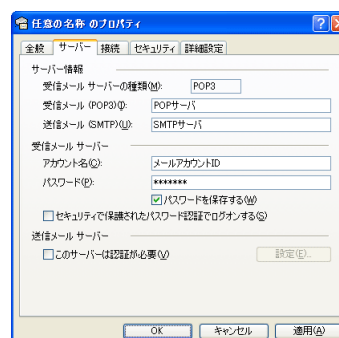 任意の名称 のプロパティ
全般 サーバー 接続 セキュリティ 詳細設定
サーバー情報
受信メール サーバーの種類(M): POP3
受信メール (POP3)(I): POPサーバ
送信メール (SMTP)(U): SMTPサーバ
受信メール サーバー
アカウント名(C): メールアカウントID
パスワード(P): *******
パスワードを保存する(W)
セキュリティで保護されたパスワード認証でログオンする(S)
送信メール サーバー
このサーバーは認証が必要(V) 設定(E)...
OK キャンセル 適用(A)